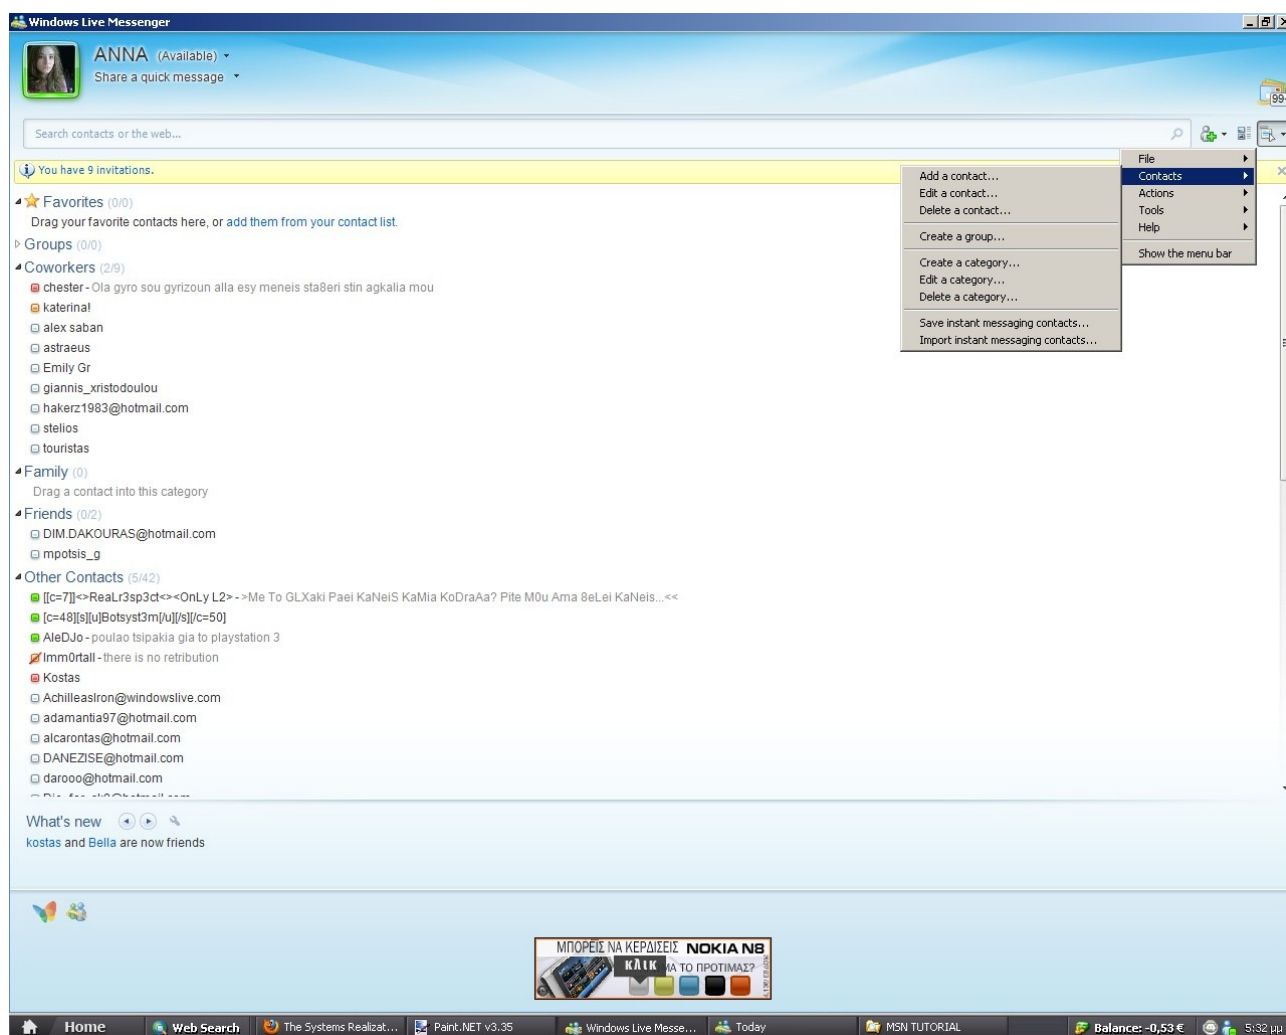 Windows Live Messenger
ANNA (Available)
Share a quick message
99+
Search contacts or the web...
You have 9 invitations.
File
Contacts
Actions
Tools
Help
Show the menu bar
Add a contact...
Edit a contact...
Delete a contact...
Create a group...
Create a category...
Edit a category...
Delete a category...
Save instant messaging contacts...
Import instant messaging contacts...
Favorites (0/0)
Drag your favorite contacts here, or add them from your contact list.
Groups (0/0)
Coworkers (2/9)
chester - Ola gyro sou gyrizoun alla esy meneis sta8eri stin agkalia mou
katerina!
alex saban
astraeus
Emily Gr
giannis_xristodoulou
hakerz1983@hotmail.com
stelios
touristas
Family (0)
Drag a contact into this category
Friends (0/2)
DIM.DAKOURAS@hotmail.com
mpotsis_g
Other Contacts (5/42)
[[c=7]]<>ReaLr3sp3ct<><OnLy L2> - >Me To GLXaki Paei KaNeiS KaMia KoDraAa? Pite M0u Ama 8eLei KaNeis...<<
[c=48][s][u]Botsyst3m[/u][/s][/c=50]
AleDJo - poulao tsipakia gia to playstation 3
Imm0rtall - there is no retribution
Kostas
AchilleasIron@windowslive.com
adamantia97@hotmail.com
alcarontas@hotmail.com
DANEZISE@hotmail.com
darooo@hotmail.com
What's new
kostas and Bella are now friends
ΜΠΟΡΕΙΣ ΝΑ ΚΕΡΔΙΣΕΙΣ NOKIA N8
ΚΛΙΚ ΜΑ ΤΟ ΠΡΟΤΙΜΑΣ?
Home
Web Search
The Systems Realizat...
Paint.NET v3.35
Windows Live Messe...
Today
MSN TUTORIAL
Balance: -0,53 €
5:32 μμ